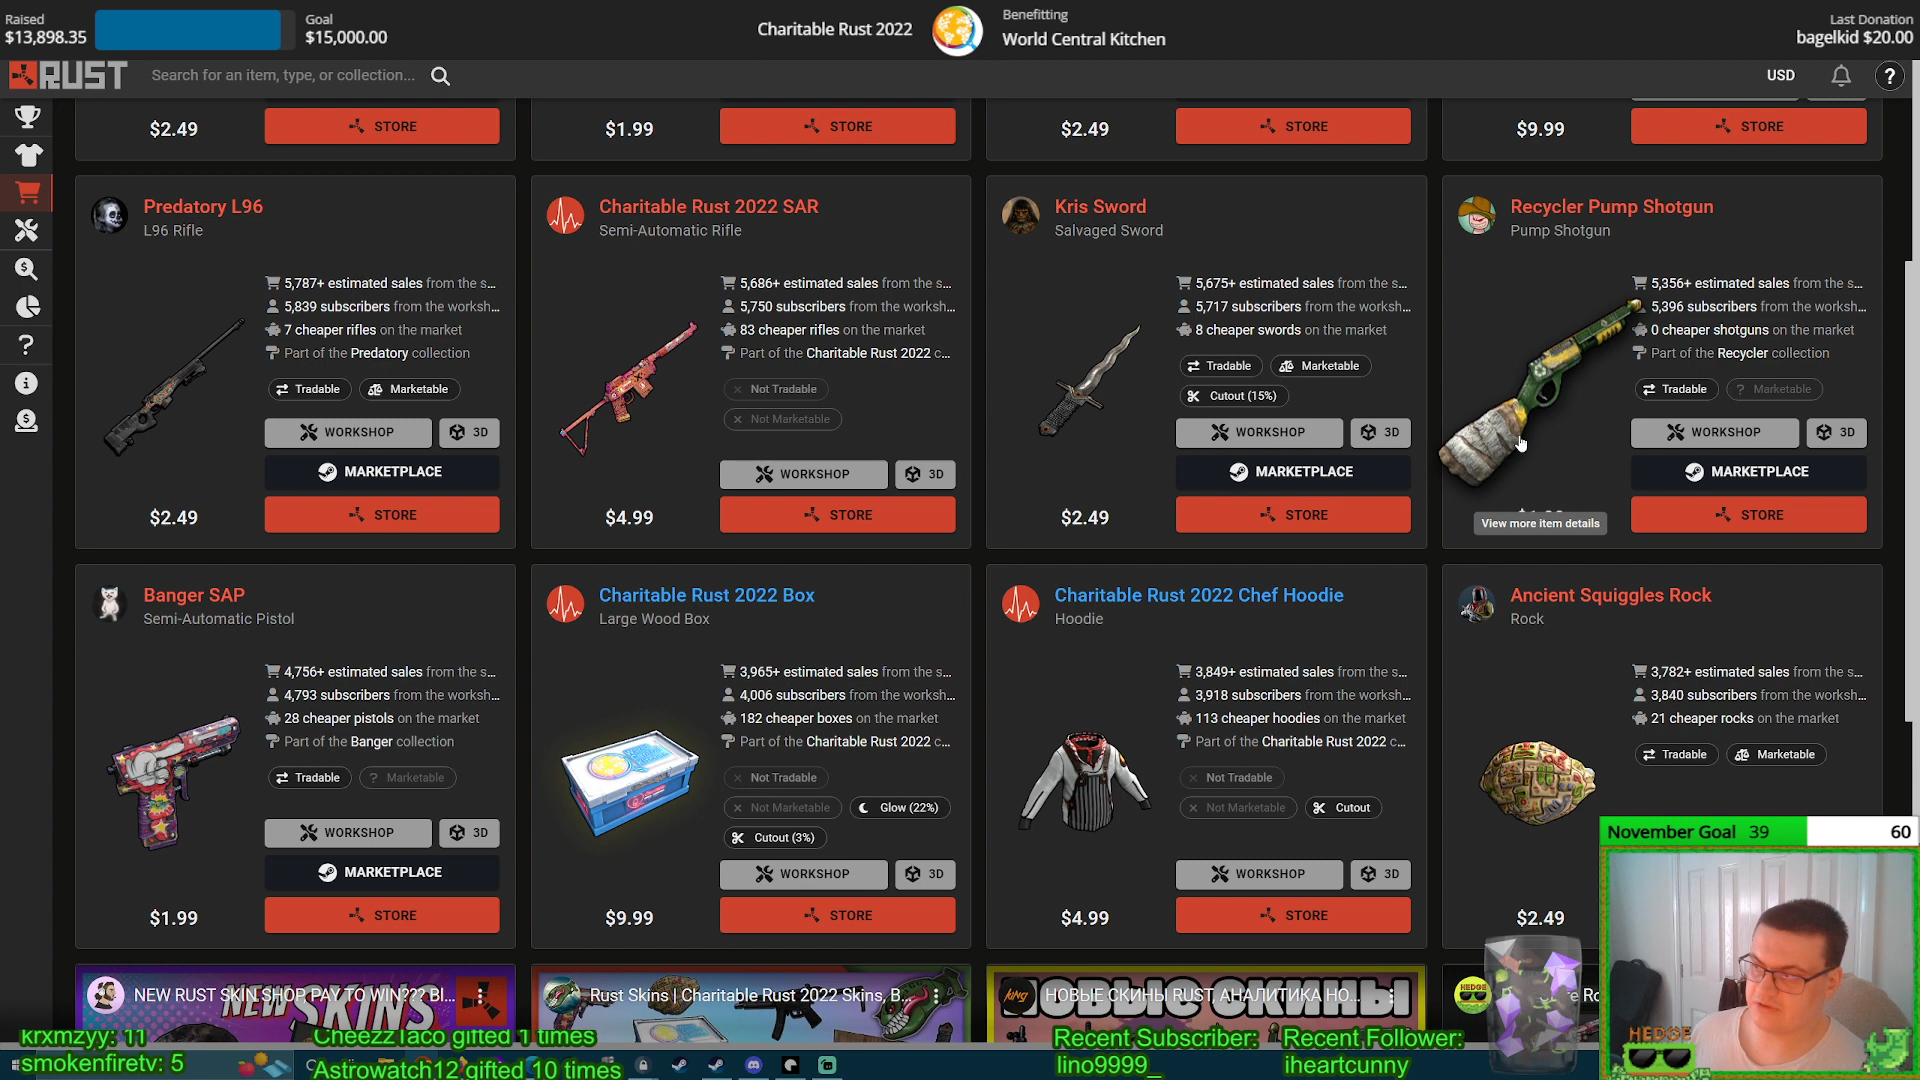 Raised
$13,898.35
Goal
$15,000.00
Charitable Rust 2022
Benefitting
World Central Kitchen
Last Donation
bagelkid $20.00
RUST
Search for an item, type, or collection...
USD
?
$2.49
STORE
$1.99
STORE
$2.49
STORE
$9.99
STORE
Predatory L96
L96 Rifle
5,787+ estimated sales from the s...
5,839 subscribers from the worksh...
7 cheaper rifles on the market
Part of the Predatory collection
Tradable
Marketable
WORKSHOP
3D
MARKETPLACE
$2.49
STORE
Charitable Rust 2022 SAR
Semi-Automatic Rifle
5,686+ estimated sales from the s...
5,750 subscribers from the worksh...
83 cheaper rifles on the market
Part of the Charitable Rust 2022 c...
Not Tradable
Not Marketable
WORKSHOP
3D
$4.99
STORE
Kris Sword
Salvaged Sword
5,675+ estimated sales from the s...
5,717 subscribers from the worksh...
8 cheaper swords on the market
Tradable
Marketable
Cutout (15%)
WORKSHOP
3D
MARKETPLACE
$2.49
STORE
Recycler Pump Shotgun
Pump Shotgun
5,356+ estimated sales from the s...
5,396 subscribers from the worksh...
0 cheaper shotguns on the market
Part of the Recycler collection
Tradable
? Marketable
WORKSHOP
3D
MARKETPLACE
View more item details
STORE
Banger SAP
Semi-Automatic Pistol
4,756+ estimated sales from the s...
4,793 subscribers from the worksh...
28 cheaper pistols on the market
Part of the Banger collection
Tradable
? Marketable
WORKSHOP
3D
MARKETPLACE
$1.99
STORE
Charitable Rust 2022 Box
Large Wood Box
3,965+ estimated sales from the s...
4,006 subscribers from the worksh...
182 cheaper boxes on the market
Part of the Charitable Rust 2022 c...
Not Tradable
Not Marketable
Glow (22%)
Cutout (3%)
WORKSHOP
3D
$9.99
STORE
Charitable Rust 2022 Chef Hoodie
Hoodie
3,849+ estimated sales from the s...
3,918 subscribers from the worksh...
113 cheaper hoodies on the market
Part of the Charitable Rust 2022 c...
Not Tradable
Not Marketable
Cutout
WORKSHOP
3D
$4.99
STORE
Ancient Squiggles Rock
Rock
3,782+ estimated sales from the s...
3,840 subscribers from the worksh...
21 cheaper rocks on the market
Tradable
Marketable
$2.49
November Goal 39
60
NEW RUST SKIN SHOP PAY TO WIN??? Bl...
NEW SKINS
Rust Skins | Charitable Rust 2022 Skins, B...
НОВЫЕ СКИНЫ RUST, АНАЛИТИКА НО...
НОВЫЕ СКИНЫ
king
HEDGE
krxmzyy: 11
smokenfiretv: 5
CheezzTaco gifted 1 times
Astrowatch12 gifted 10 times
Recent Subscriber:
lino9999_
Recent Follower:
iheartcunny
HEDGE